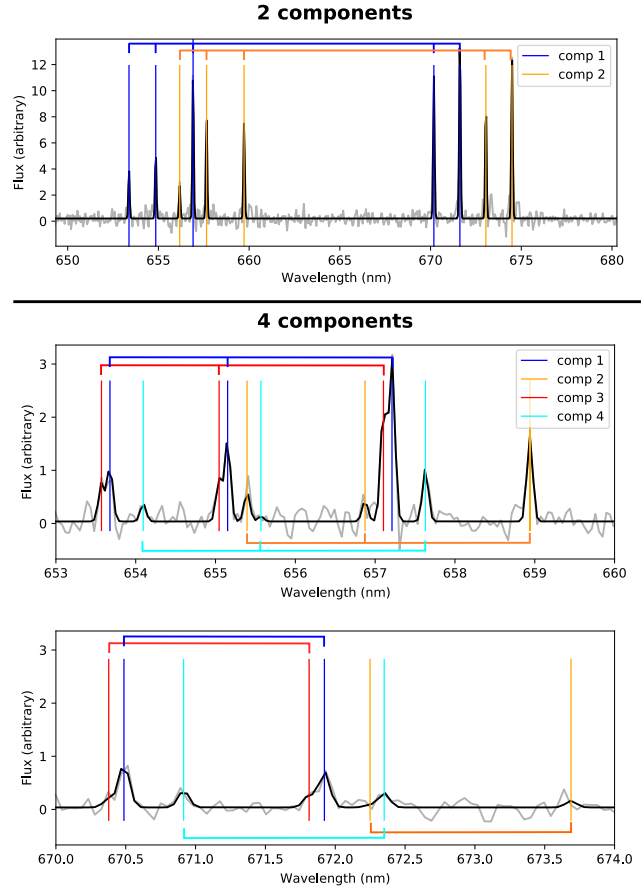 2 components
12
10
8
6
4
2
0
Flux (arbitrary)
comp 1
comp 2
650 655 660 665 670 675 680
Wavelength (nm)
4 components
3
2
1
0
Flux (arbitrary)
comp 1
comp 2
comp 3
comp 4
653 654 655 656 657 658 659 660
Wavelength (nm)
3
2
1
0
Flux (arbitrary)
670.0 670.5 671.0 671.5 672.0 672.5 673.0 673.5 674.0
Wavelength (nm)